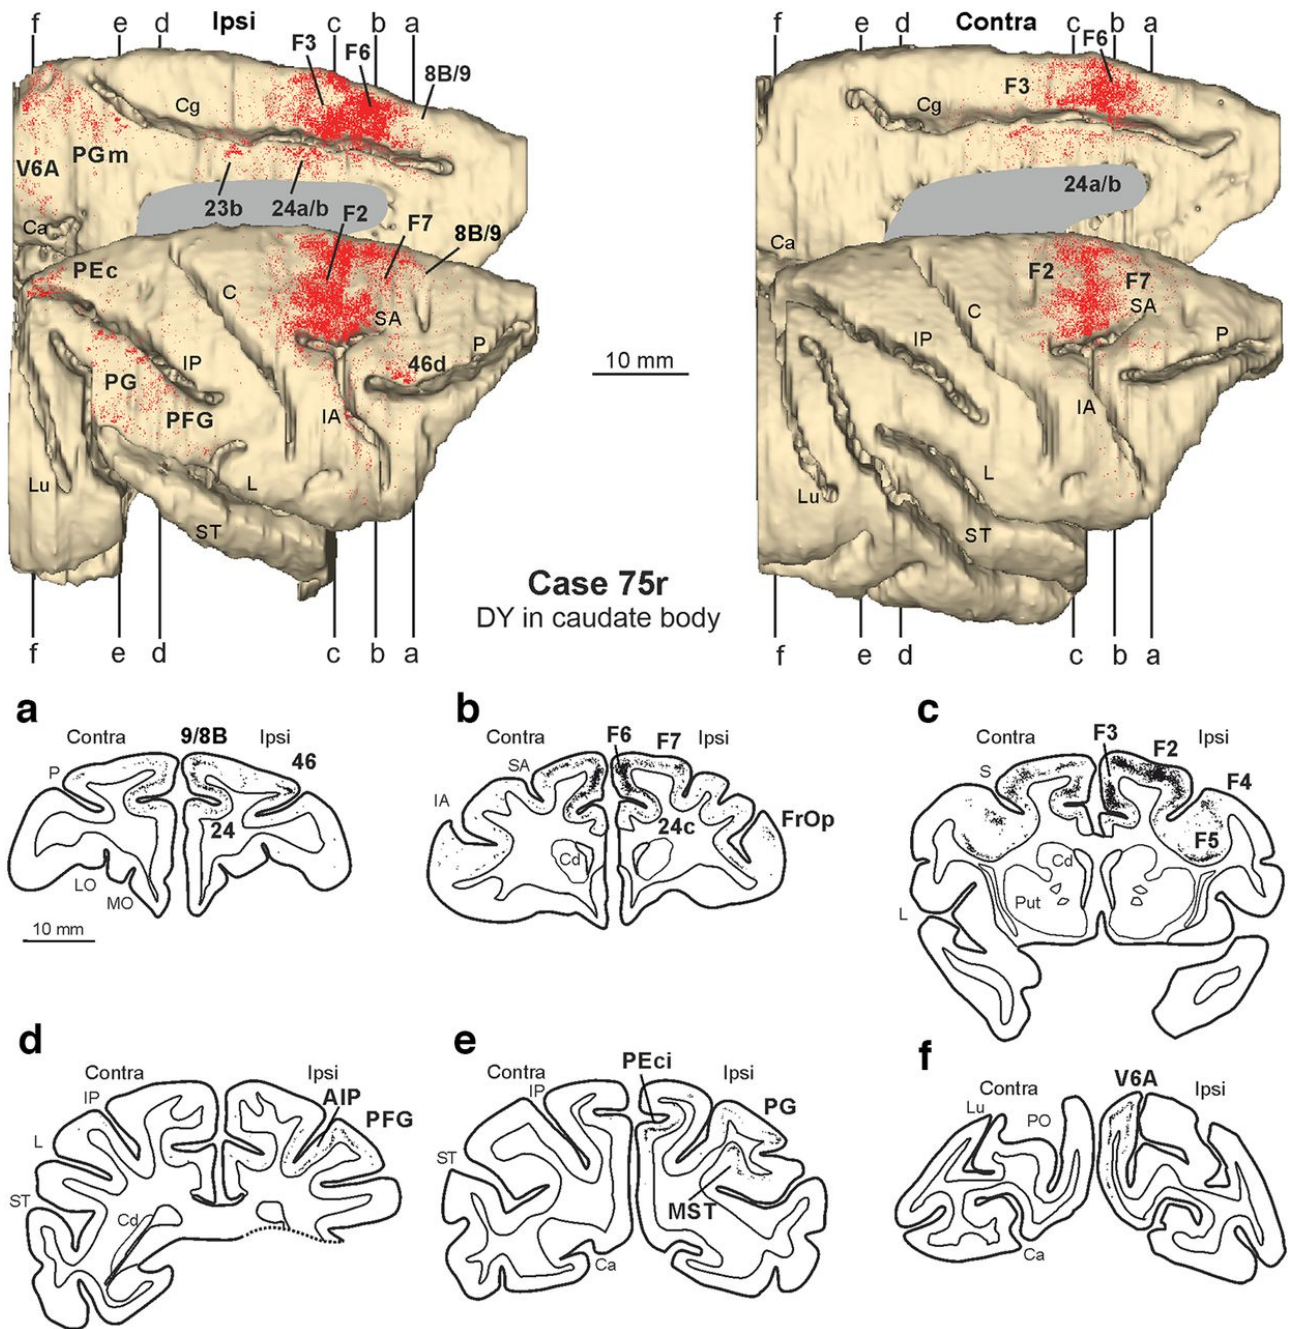 f e d Ipsi c b a
Contra
e d c b a f
F3 F6 8B/9
Cg
PGm
V6A
23b 24a/b
Ca
F2 F7 8B/9
PEc
C
SA
IP
46d P
PG
IA
PFG
Lu
L
ST
f e d c b a
F6
F3
Cg
24a/b
Ca
F2 F7
SA
C
IP
P
IA
L
Lu
ST
f e d c b a
10 mm
Case 75r
DY in caudate body
a
Contra 9/8B Ipsi
P 46
24
LO
MO
10 mm
b
Contra F6 F7 Ipsi
SA
IA
24c FrOp
Cd
c
Contra F3 F2 Ipsi
S
F4
F5
Cd
Put
L
d
Contra Ipsi
IP AIP
PFG
L
ST
Cd
e
PEci
Contra Ipsi
IP
PG
ST
MST
Ca
f
V6A
Contra Ipsi
Lu PO
Ca